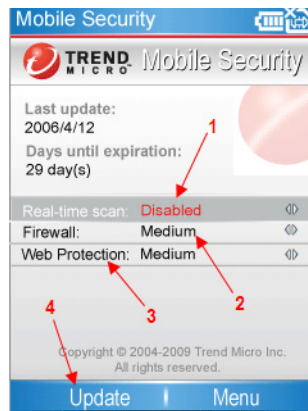 Mobile Security
TREND MICRO Mobile Security
Last update:
2006/4/12
Days until expiration:
29 day(s)
1
Real-time scan: Disabled
Firewall: Medium
Web Protection: Medium
2
3
4
Copyright © 2004-2009 Trend Micro Inc.
All rights reserved.
Update Menu